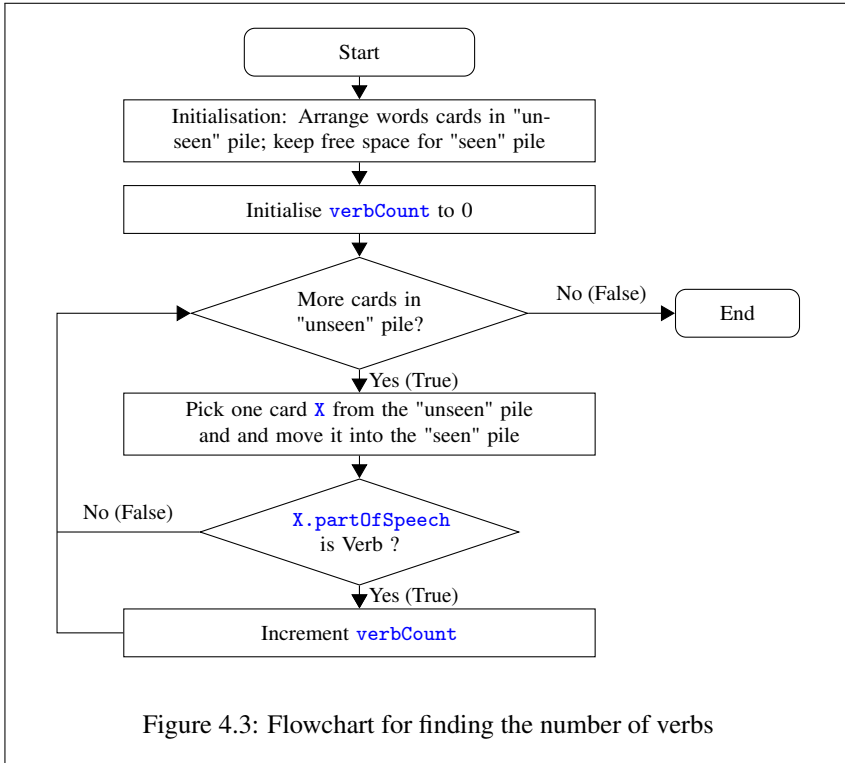 Start
Initialisation: Arrange words cards in "un-
seen" pile; keep free space for "seen" pile
Initialise verbCount to 0
More cards in
"unseen" pile?
No (False)
End
Yes (True)
Pick one card X from the "unseen" pile
and and move it into the "seen" pile
No (False)
X.partOfSpeech
is Verb ?
Yes (True)
Increment verbCount
Figure 4.3: Flowchart for finding the number of verbs